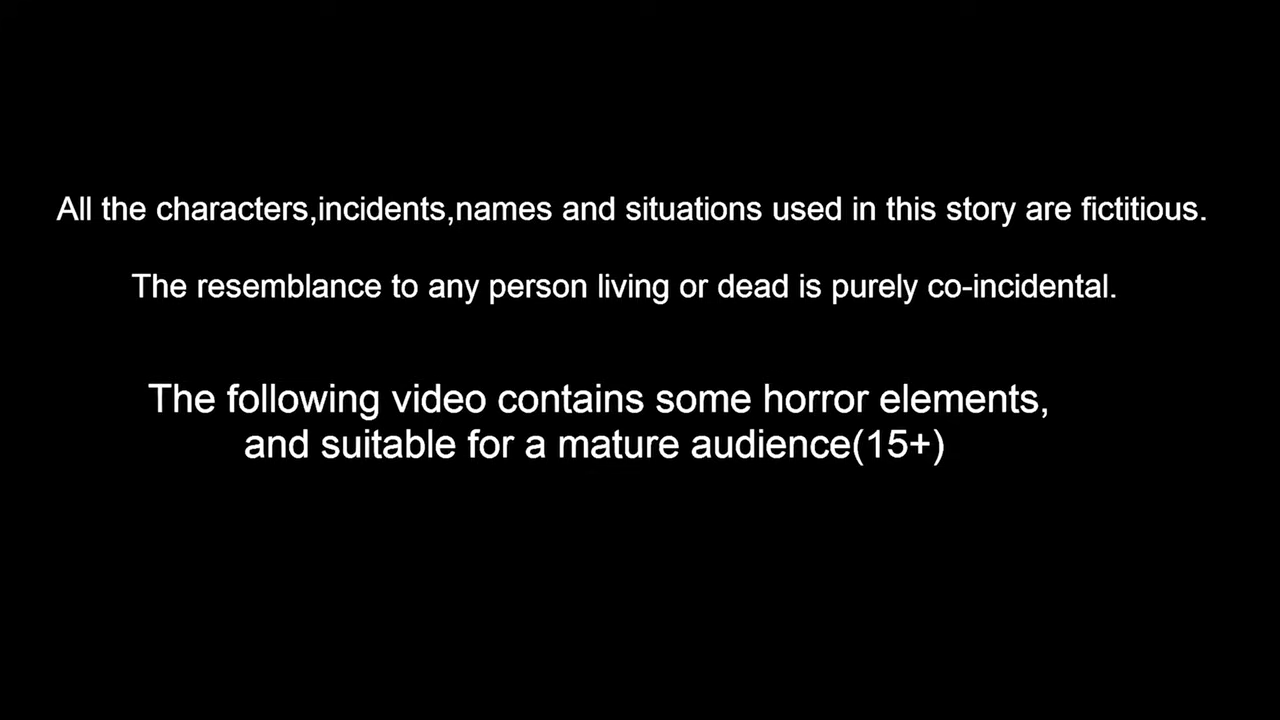 All the characters,incidents,names and situations used in this story are fictitious.
The resemblance to any person living or dead is purely co-incidental.
The following video contains some horror elements,
and suitable for a mature audience(15+)